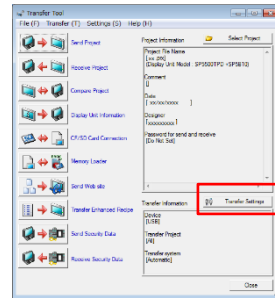 Transfer Tool
File (F) Transfer (T) Settings (S) Help (H)
Send Project
Receive Project
Compare Project
Display Unit Information
CF/SD Card Connection
Memory Loader
Send Web site
Transfer Enhanced Recipe
Send Security Data
Receive Security Data
Project Information
Select Project
Project File Name
Comment
Date
Designer
Password for send and receive
[Do Not Set]
Transfer Information
Transfer Settings
Device
[USB]
Transfer Project
[All]
Transfer system
[Automatic]
Close